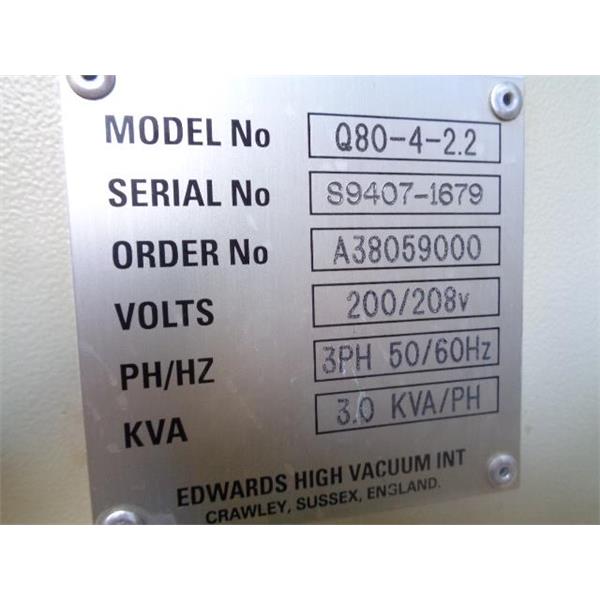 MODEL No Q80-4-2.2
SERIAL No S9407-1679
ORDER No A38059000
VOLTS 200/208v
PH/HZ 3PH 50/60Hz
KVA 3.0 KVA/PH
EDWARDS HIGH VACUUM INT
CRAWLEY, SUSSEX, ENGLAND.